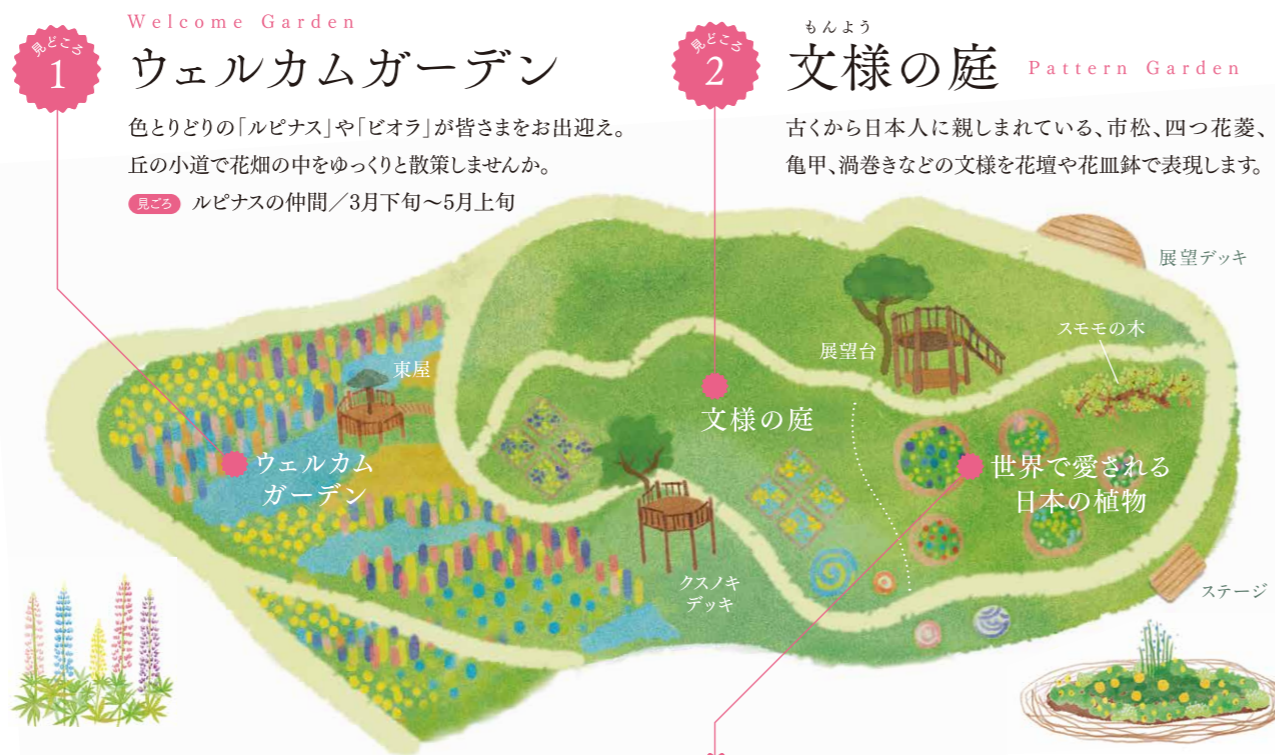 Welcome Garden
見どころ
1
ウェルカムガーデン
色とりどりの「ルピナス」や「ビオラ」が皆さまをお出迎え。
丘の小道で花畑の中をゆっくりと散策しませんか。
見ごろ ルピナスの仲間／3月下旬〜5月上旬
見どころ
2
もんよう
文様の庭 Pattern Garden
古くから日本人に親しまれている、市松、四つ花菱、
亀甲、渦巻きなどの文様を花壇や花皿鉢で表現します。
展望デッキ
スモモの木
展望台
東屋
文様の庭
ウェルカム
ガーデン
世界で愛される
日本の植物
クスノキ
デッキ
ステージ